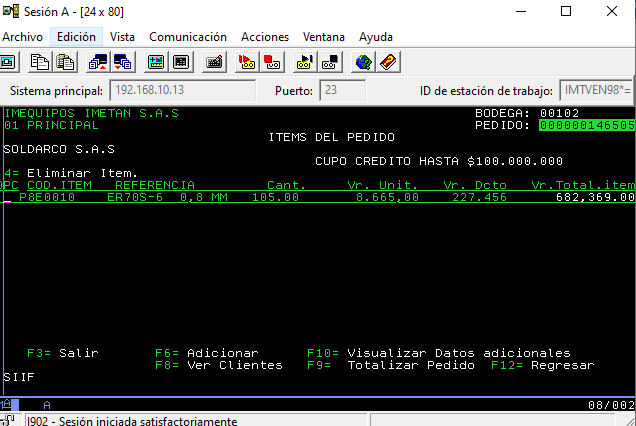 Sesión A - [24 x 80]
Archivo Edición Vista Comunicación Acciones Ventana Ayuda
Sistema principal: 192.168.10.13 Puerto: 23 ID de estación de trabajo: IMTVEN98*=
IMEQUIPOS IMETAN S.A.S BODEGA: 00102
01 PRINCIPAL PEDIDO: 000000146505
ITEMS DEL PEDIDO
SOLDARCO S.A.S
CUPO CREDITO HASTA $100.000.000
4= Eliminar Item.
OPC COD.ITEM REFERENCIA Cant. Vr. Unit. Vr. Dcto Vr.Total.item
_ P8E0010 ER70S-6 0,8 MM 105.00 8.665,00 227.456 682,369.00
F3= Salir F6= Adicionar F10= Visualizar Datos adicionales
F8= Ver Clientes F9= Totalizar Pedido F12= Regresar
SIIF
MA A 08/002
I902 - Sesión iniciada satisfactoriamente